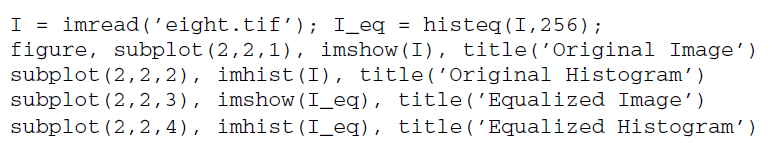 I = imread(’eight.tif’); I_eq = histeq(I,256);
figure, subplot(2,2,1), imshow(I), title(’Original Image’)
subplot(2,2,2), imhist(I), title(’Original Histogram’)
subplot(2,2,3), imshow(I_eq), title(’Equalized Image’)
subplot(2,2,4), imhist(I_eq), title(’Equalized Histogram’)